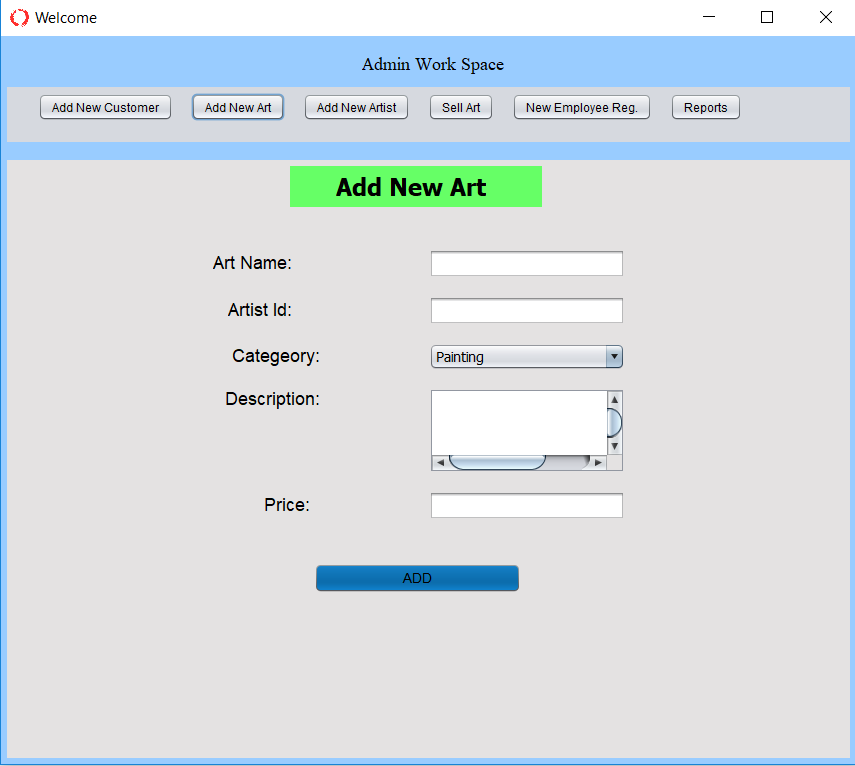 Welcome
Admin Work Space
Add New Customer Add New Art Add New Artist Sell Art New Employee Reg. Reports
Add New Art
Art Name:
Artist Id:
Categeory: Painting
Description:
Price:
ADD